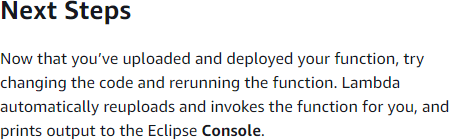 Next Steps
Now that you’ve uploaded and deployed your function, try
changing the code and rerunning the function. Lambda
automatically reuploads and invokes the function for you, and
prints output to the Eclipse Console.